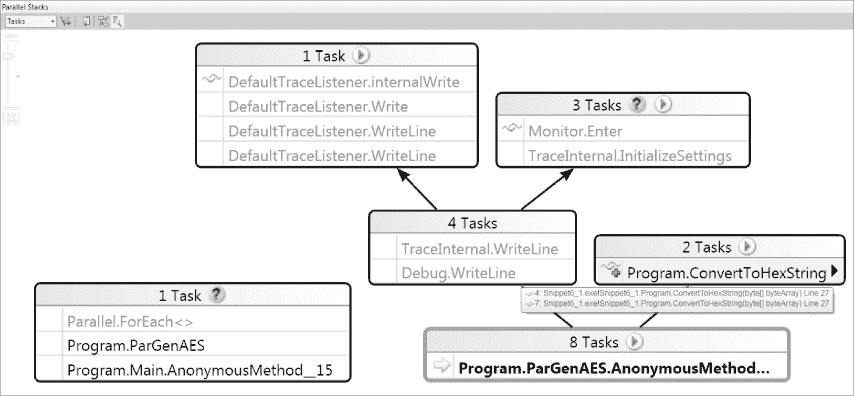 Parallel Stacks
Tasks
100%
1 Task
DefaultTraceListener.internalWrite
DefaultTraceListener.Write
DefaultTraceListener.WriteLine
DefaultTraceListener.WriteLine
3 Tasks ?
Monitor.Enter
TraceInternal.InitializeSettings
4 Tasks
TraceInternal.WriteLine
Debug.WriteLine
2 Tasks
Program.ConvertToHexString
4: Snippet6_1.exe!Snippet6_1.Program.ConvertToHexString(byte[] byteArray) Line 27
7: Snippet6_1.exe!Snippet6_1.Program.ConvertToHexString(byte[] byteArray) Line 27
1 Task ?
Parallel.ForEach<>
Program.ParGenAES
Program.Main.AnonymousMethod__15
8 Tasks
Program.ParGenAES.AnonymousMethod...